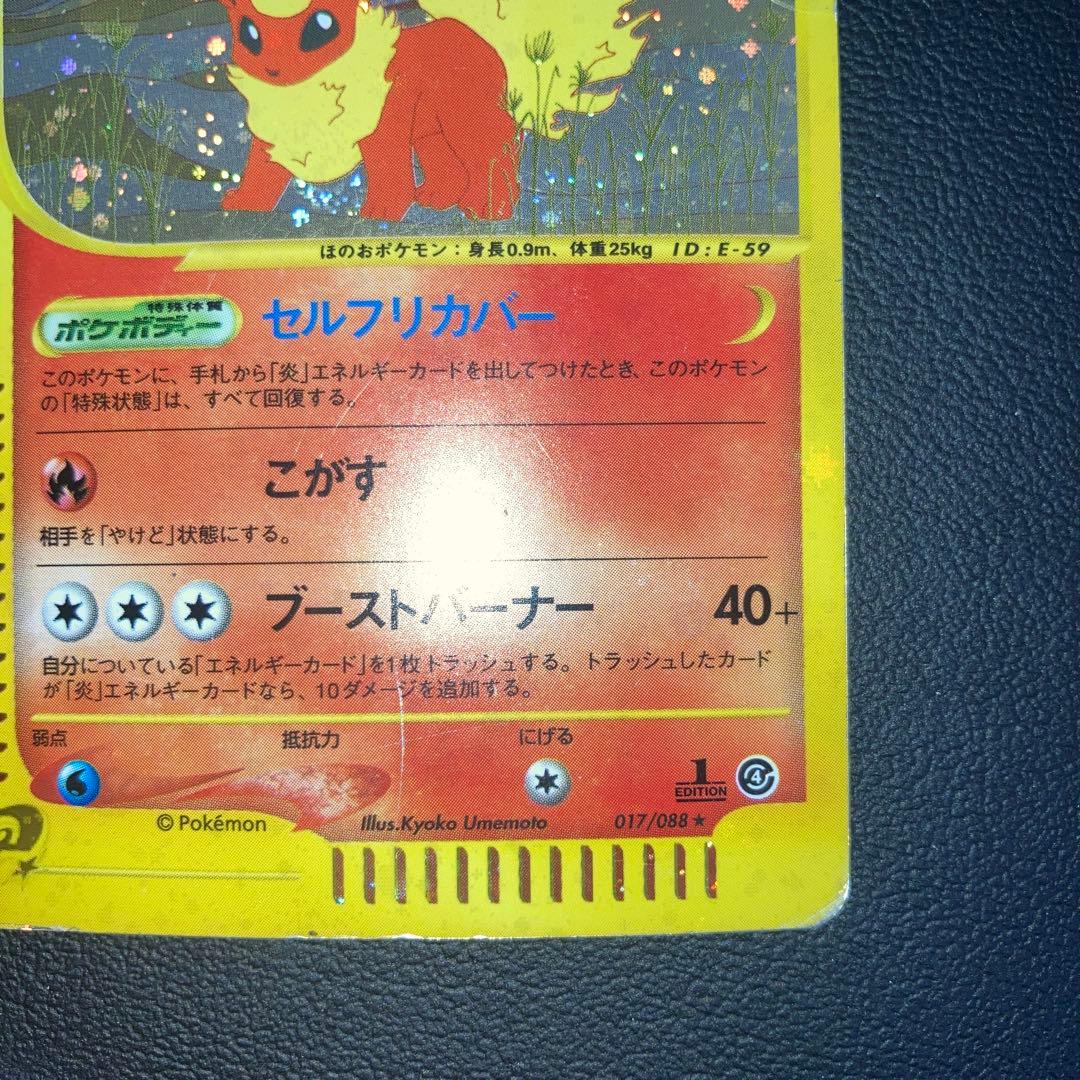 ほのおポケモン：身長0.9m、体重25kg ID:E-59
特殊体質
ポケボディー セルフリカバー
このポケモンに、手札から「炎」エネルギーカードを出してつけたとき、このポケモン
の「特殊状態」は、すべて回復する。
こがす
相手を「やけど」状態にする。
ブーストバーナー 40+
自分についている「エネルギーカード」を1枚トラッシュする。トラッシュしたカード
が「炎」エネルギーカードなら、10ダメージを追加する。
弱点 抵抗力 にげる
1
EDITION
4
© Pokémon Illus.Kyoko Umemoto 017/088 ★